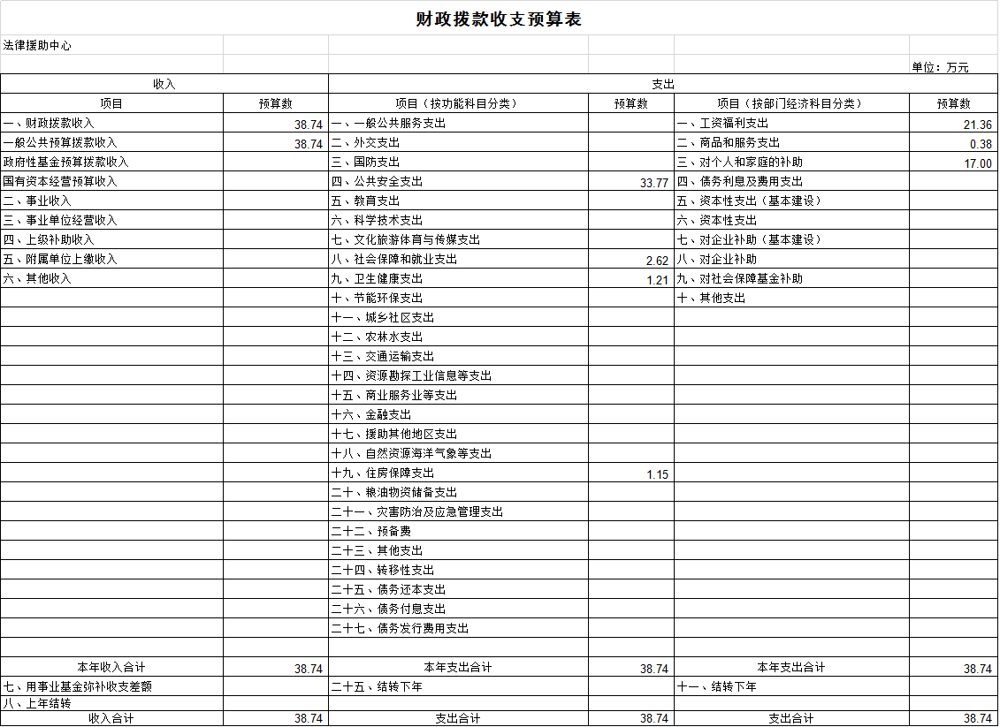 财政拨款收支预算表
法律援助中心
单位：万元
收入 支出
项目 预算数 项目（按功能科目分类） 预算数 项目（按部门经济科目分类） 预算数
一、财政拨款收入 38.74 一、一般公共服务支出 一、工资福利支出 21.36
一般公共预算拨款收入 38.74 二、外交支出 二、商品和服务支出 0.38
政府性基金预算拨款收入 三、国防支出 三、对个人和家庭的补助 17.00
国有资本经营预算收入 四、公共安全支出 33.77 四、债务利息及费用支出
二、事业收入 五、教育支出 五、资本性支出（基本建设）
三、事业单位经营收入 六、科学技术支出 六、资本性支出
四、上级补助收入 七、文化旅游体育与传媒支出 七、对企业补助（基本建设）
五、附属单位上缴收入 八、社会保障和就业支出 2.62 八、对企业补助
六、其他收入 九、卫生健康支出 1.21 九、对社会保障基金补助
十、节能环保支出 十、其他支出
十一、城乡社区支出
十二、农林水支出
十三、交通运输支出
十四、资源勘探工业信息等支出
十五、商业服务业等支出
十六、金融支出
十七、援助其他地区支出
十八、自然资源海洋气象等支出
十九、住房保障支出 1.15
二十、粮油物资储备支出
二十一、灾害防治及应急管理支出
二十二、预备费
二十三、其他支出
二十四、转移性支出
二十五、债务还本支出
二十六、债务付息支出
二十七、债务发行费用支出
本年收入合计 38.74 本年支出合计 38.74 本年支出合计 38.74
七、用事业基金弥补收支差额 二十五、结转下年 十一、结转下年
八、上年结转
收入合计 38.74 支出合计 38.74 支出合计 38.74